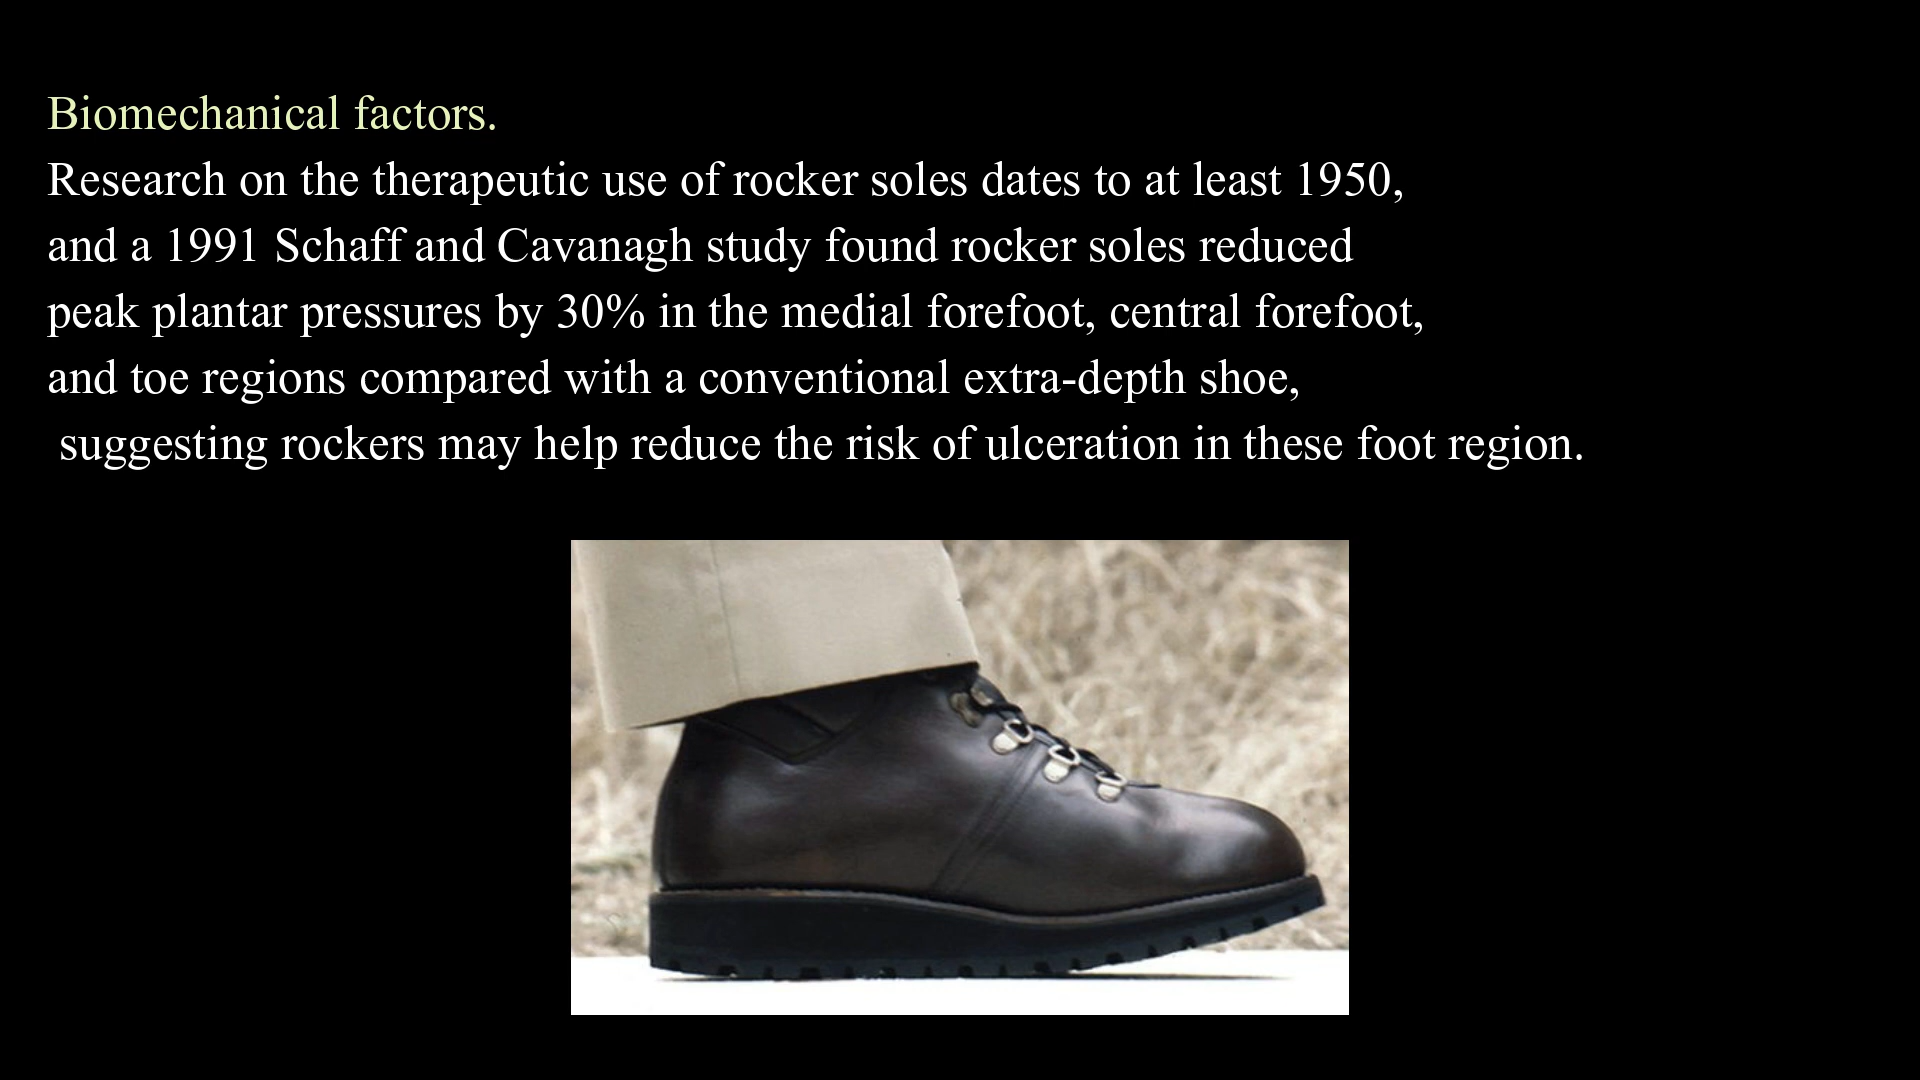 Biomechanical factors.
Research on the therapeutic use of rocker soles dates to at least 1950,
and a 1991 Schaff and Cavanagh study found rocker soles reduced
peak plantar pressures by 30% in the medial forefoot, central forefoot,
and toe regions compared with a conventional extra-depth shoe,
suggesting rockers may help reduce the risk of ulceration in these foot region.